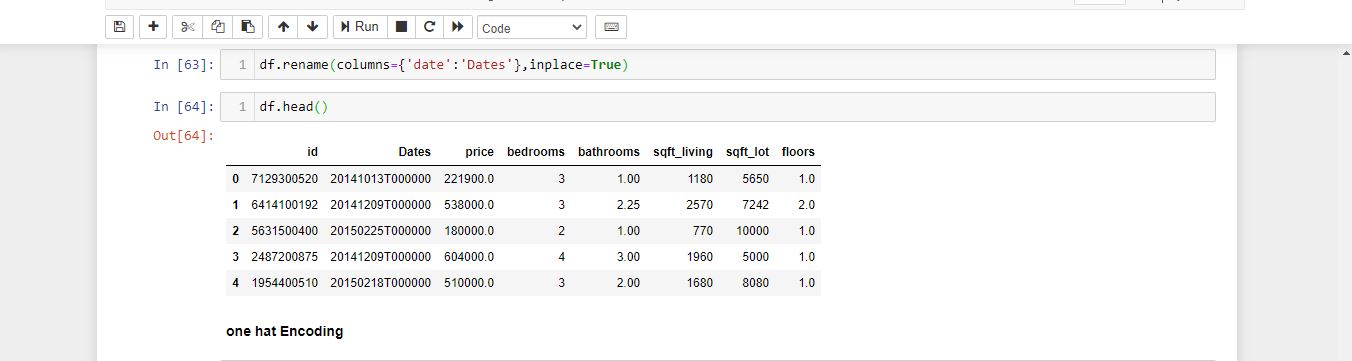 Run
Code
In [63]: 1 df.rename(columns={'date':'Dates'},inplace=True)
In [64]: 1 df.head()
Out[64]:
id Dates price bedrooms bathrooms sqft_living sqft_lot floors
0 7129300520 20141013T000000 221900.0 3 1.00 1180 5650 1.0
1 6414100192 20141209T000000 538000.0 3 2.25 2570 7242 2.0
2 5631500400 20150225T000000 180000.0 2 1.00 770 10000 1.0
3 2487200875 20141209T000000 604000.0 4 3.00 1960 5000 1.0
4 1954400510 20150218T000000 510000.0 3 2.00 1680 8080 1.0
one hat Encoding